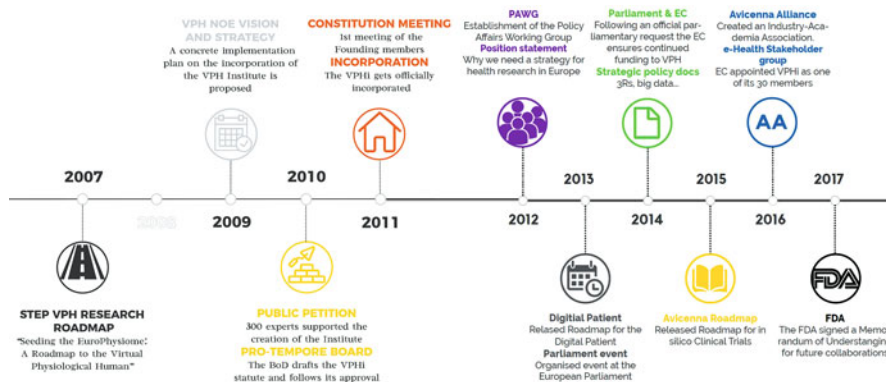 VPH NOE VISION
AND STRATEGY
A concrete implementation
plan on the incorporation of
the VPH Institute is
proposed
CONSTITUTION MEETING
1st meeting of the
Founding members
INCORPORATION
The VPHi gets officially
incorporated
PAWG
Establishment of the Policy
Affairs Working Group
Position statement
Why we need a strategy for
health research in Europe
Parliament & EC
Following an official par-
liamentary request the EC
ensures continued
funding to VPH
Strategic policy docs
3Rs, big data...
Avicenna Alliance
Created an Industry-Aca-
demia Association.
e-Health Stakeholder
group
EC appointed VPHi as one
of its 30 members
AA
2007
2008
2009
2010
2011
2012
2013
2014
2015
2016
2017
STEP VPH RESEARCH
ROADMAP
"Seeding the EuroPhysiome:
A Roadmap to the Virtual
Physiological Human"
PUBLIC PETITION
300 experts supported the
creation of the Institute
PRO-TEMPORE BOARD
The BoD drafts the VPHi
statute and follows its approval
Digitial Patient
Relased Roadmap for the
Digital Patient
Parliament event
Organised event at the
European Parliament
Avicenna Roadmap
Released Roadmap for in
silico Clinical Trials
FDA
FDA
The FDA signed a Memo
randum of Understanging
for future collaborations